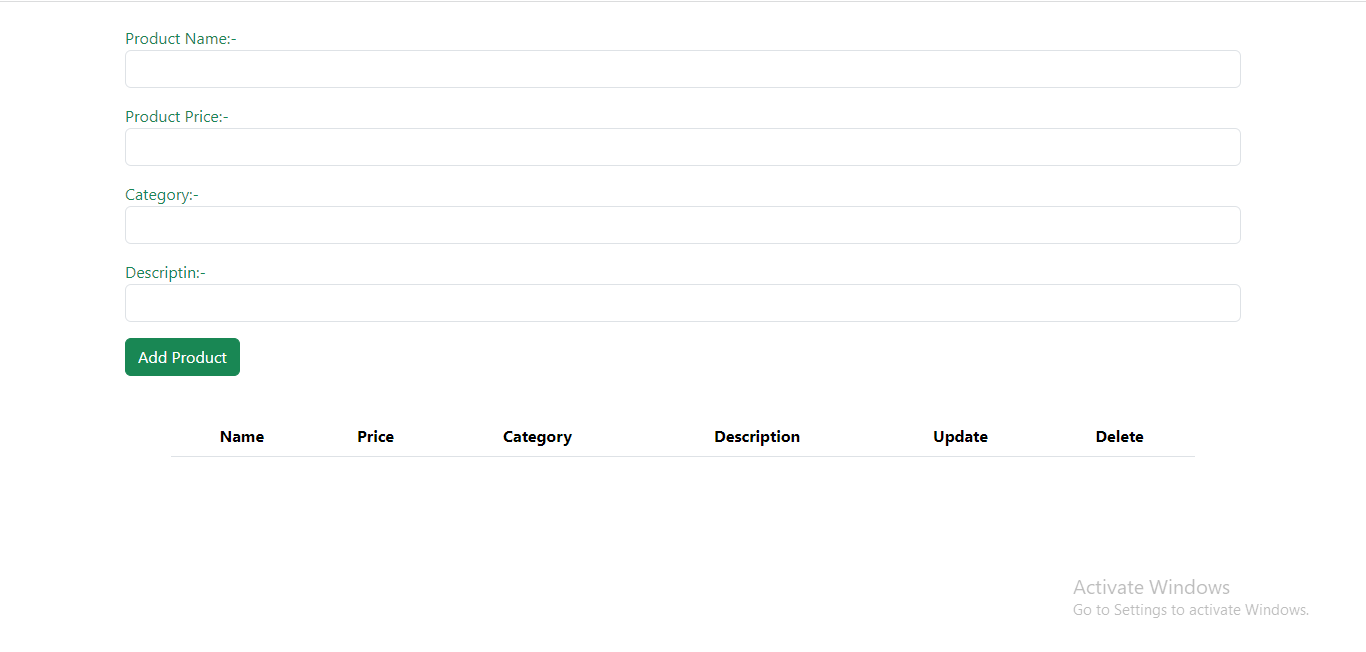 Product Name:-
Product Price:-
Category:-
Descriptin:-
Add Product
Name Price Category Description Update Delete
Activate Windows
Go to Settings to activate Windows.